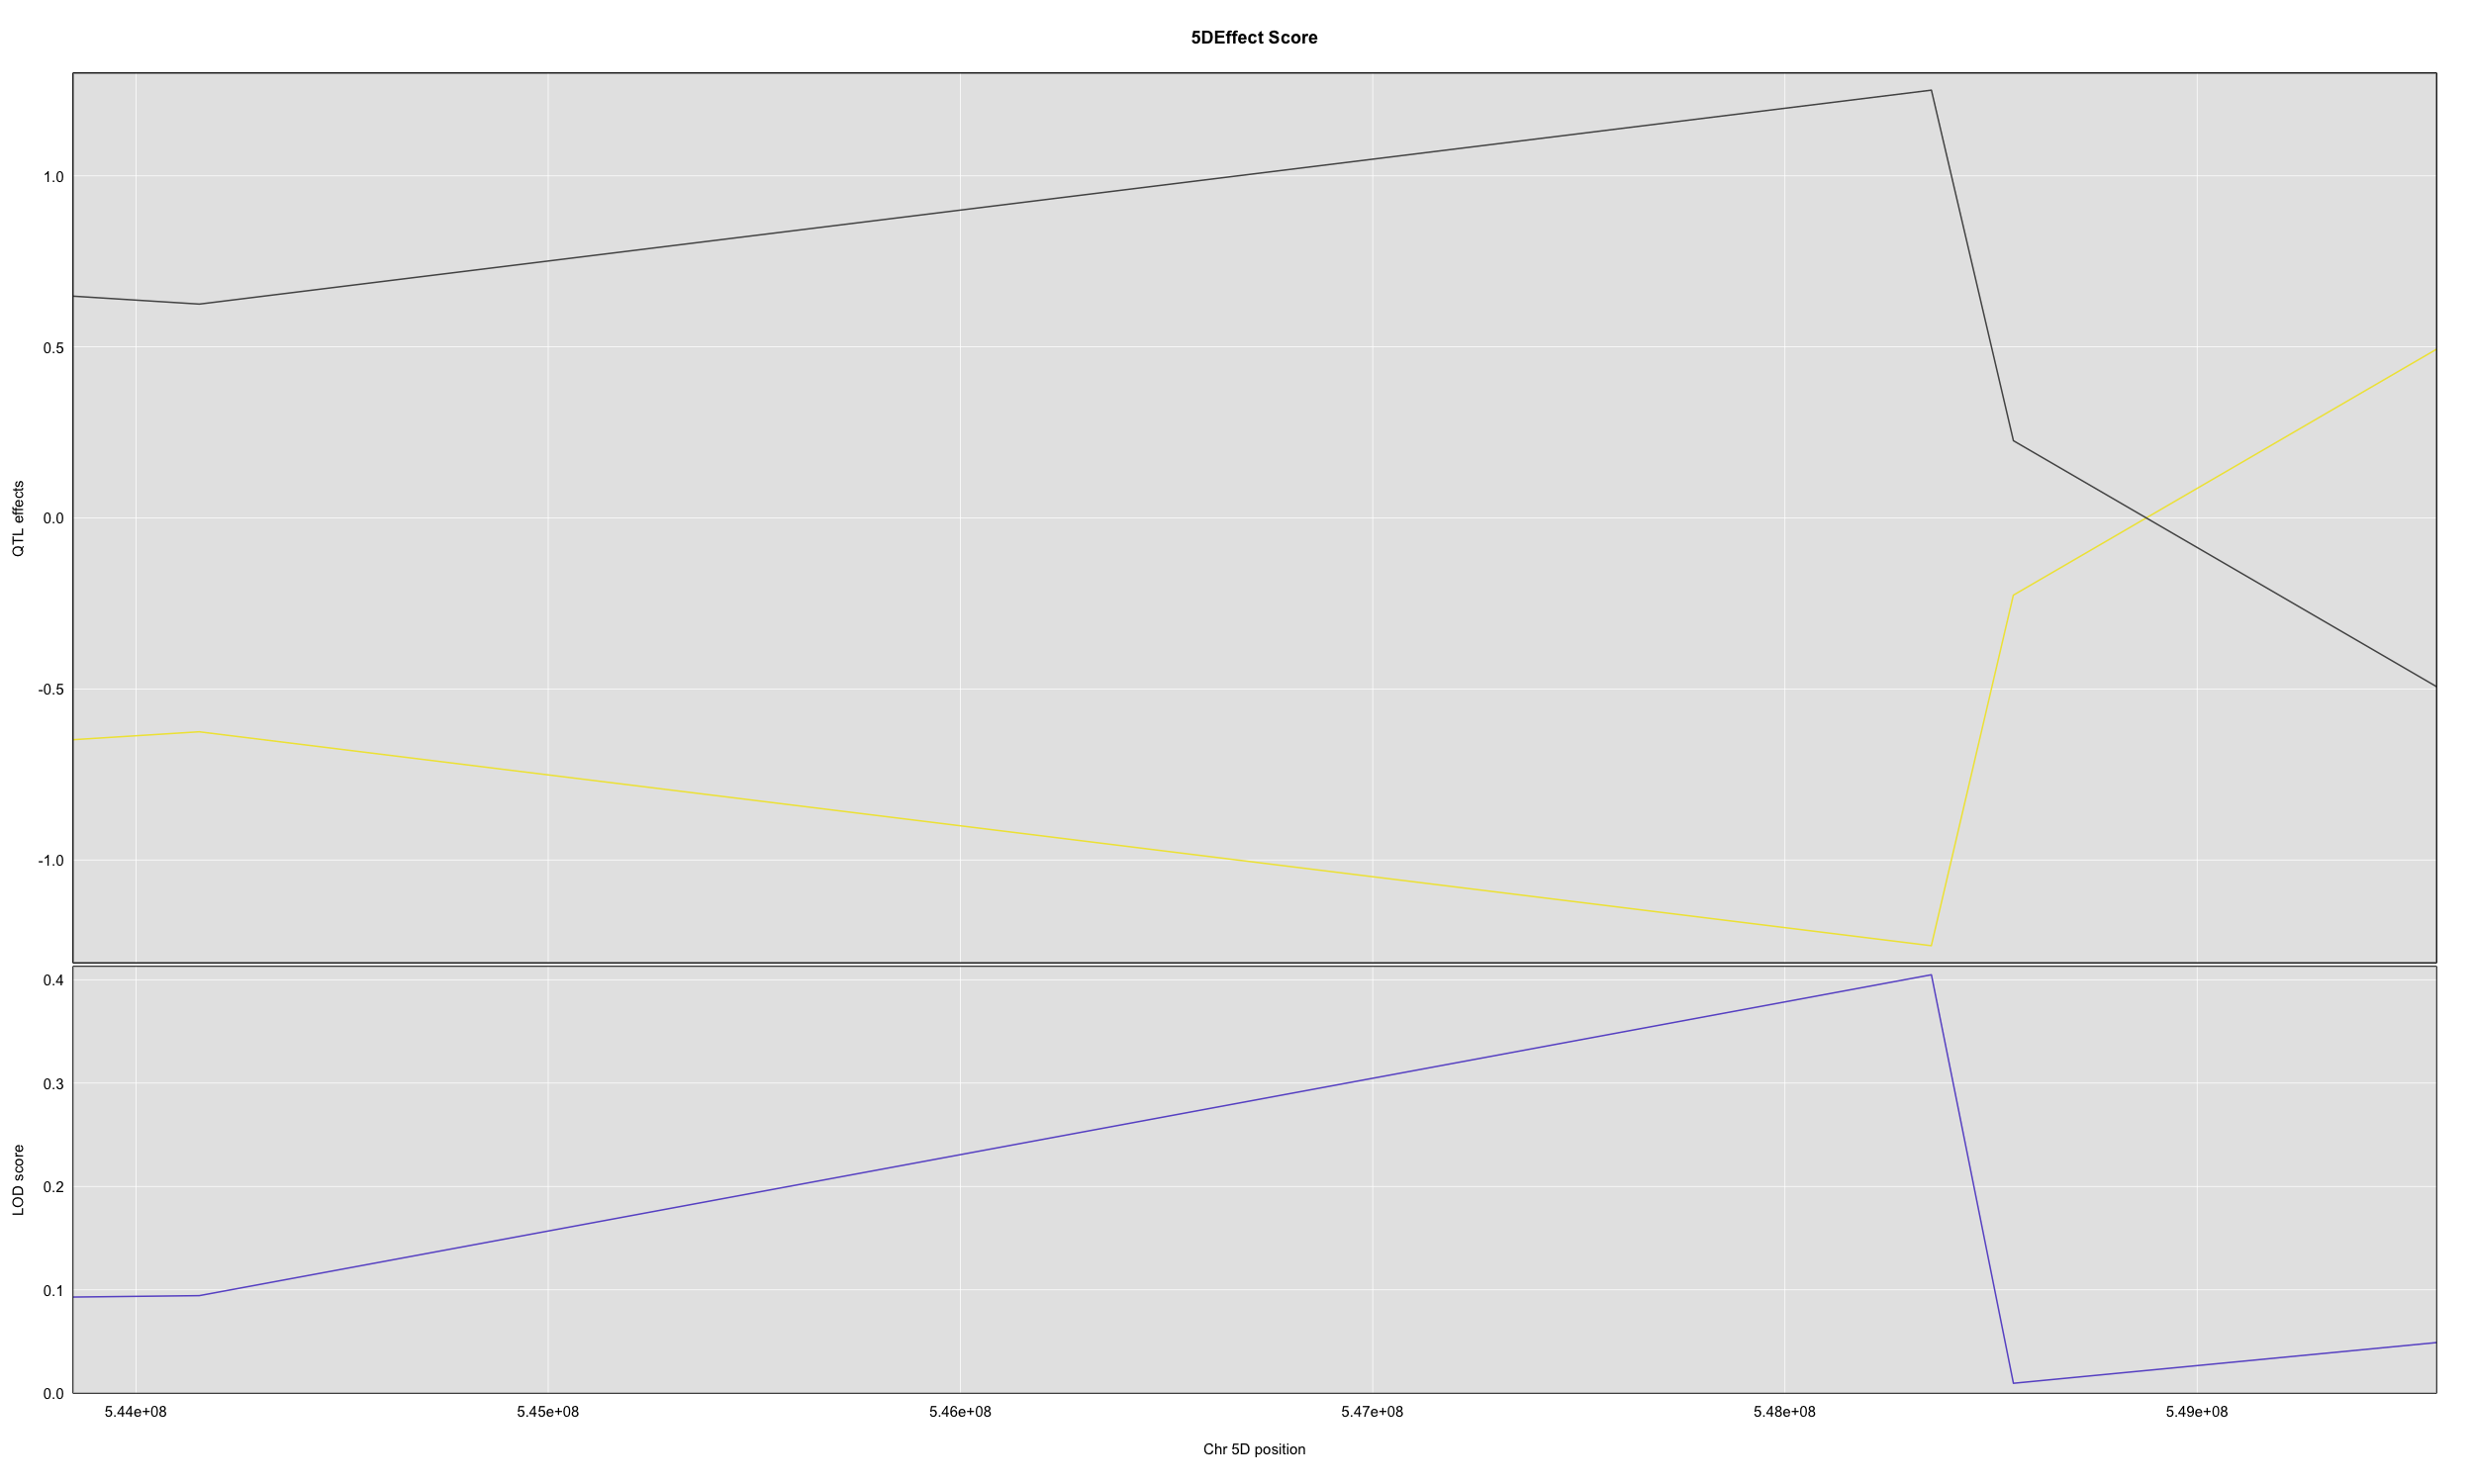 5DEffect Score
QTL effects
1.0
0.5
0.0
-0.5
-1.0
LOD score
0.4
0.3
0.2
0.1
0.0
5.44e+08 5.45e+08 5.46e+08 5.47e+08 5.48e+08 5.49e+08
Chr 5D position